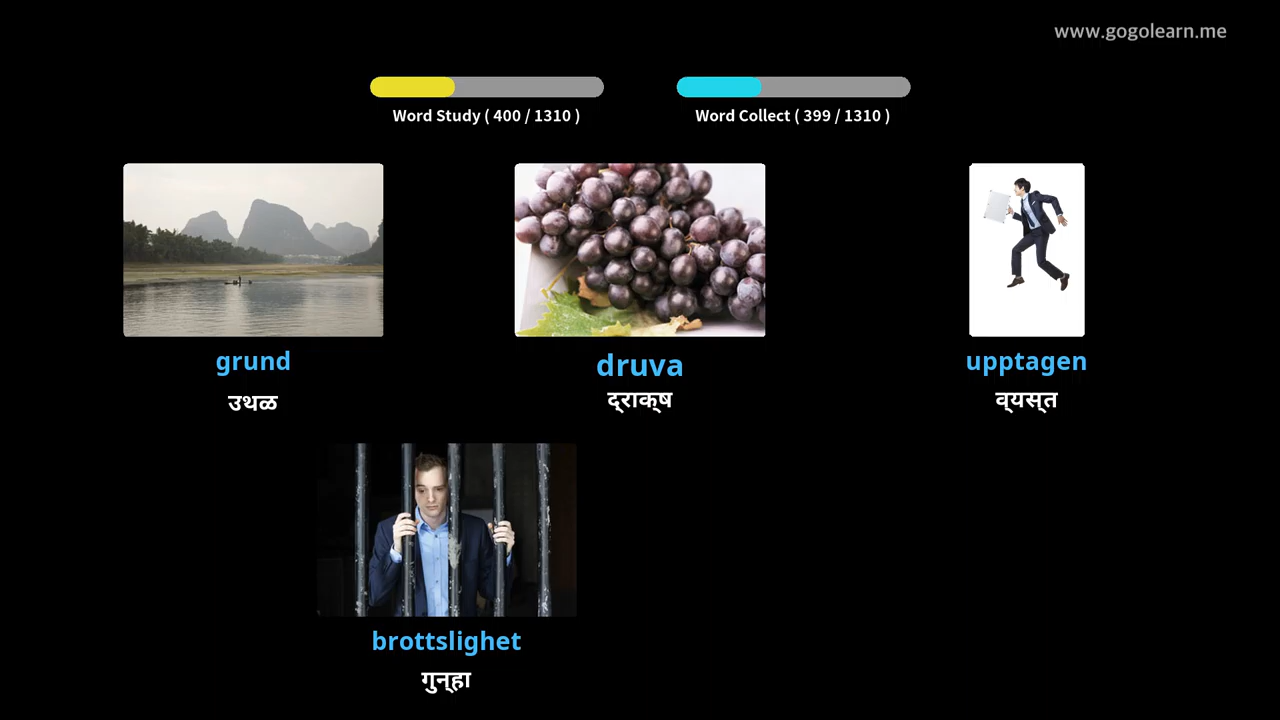 www.gogolearn.me
Word Study ( 400 / 1310 )
Word Collect ( 399 / 1310 )
grund
उथळ
druva
द्राक्ष
upptagen
व्यस्त
brottslighet
गुन्हा